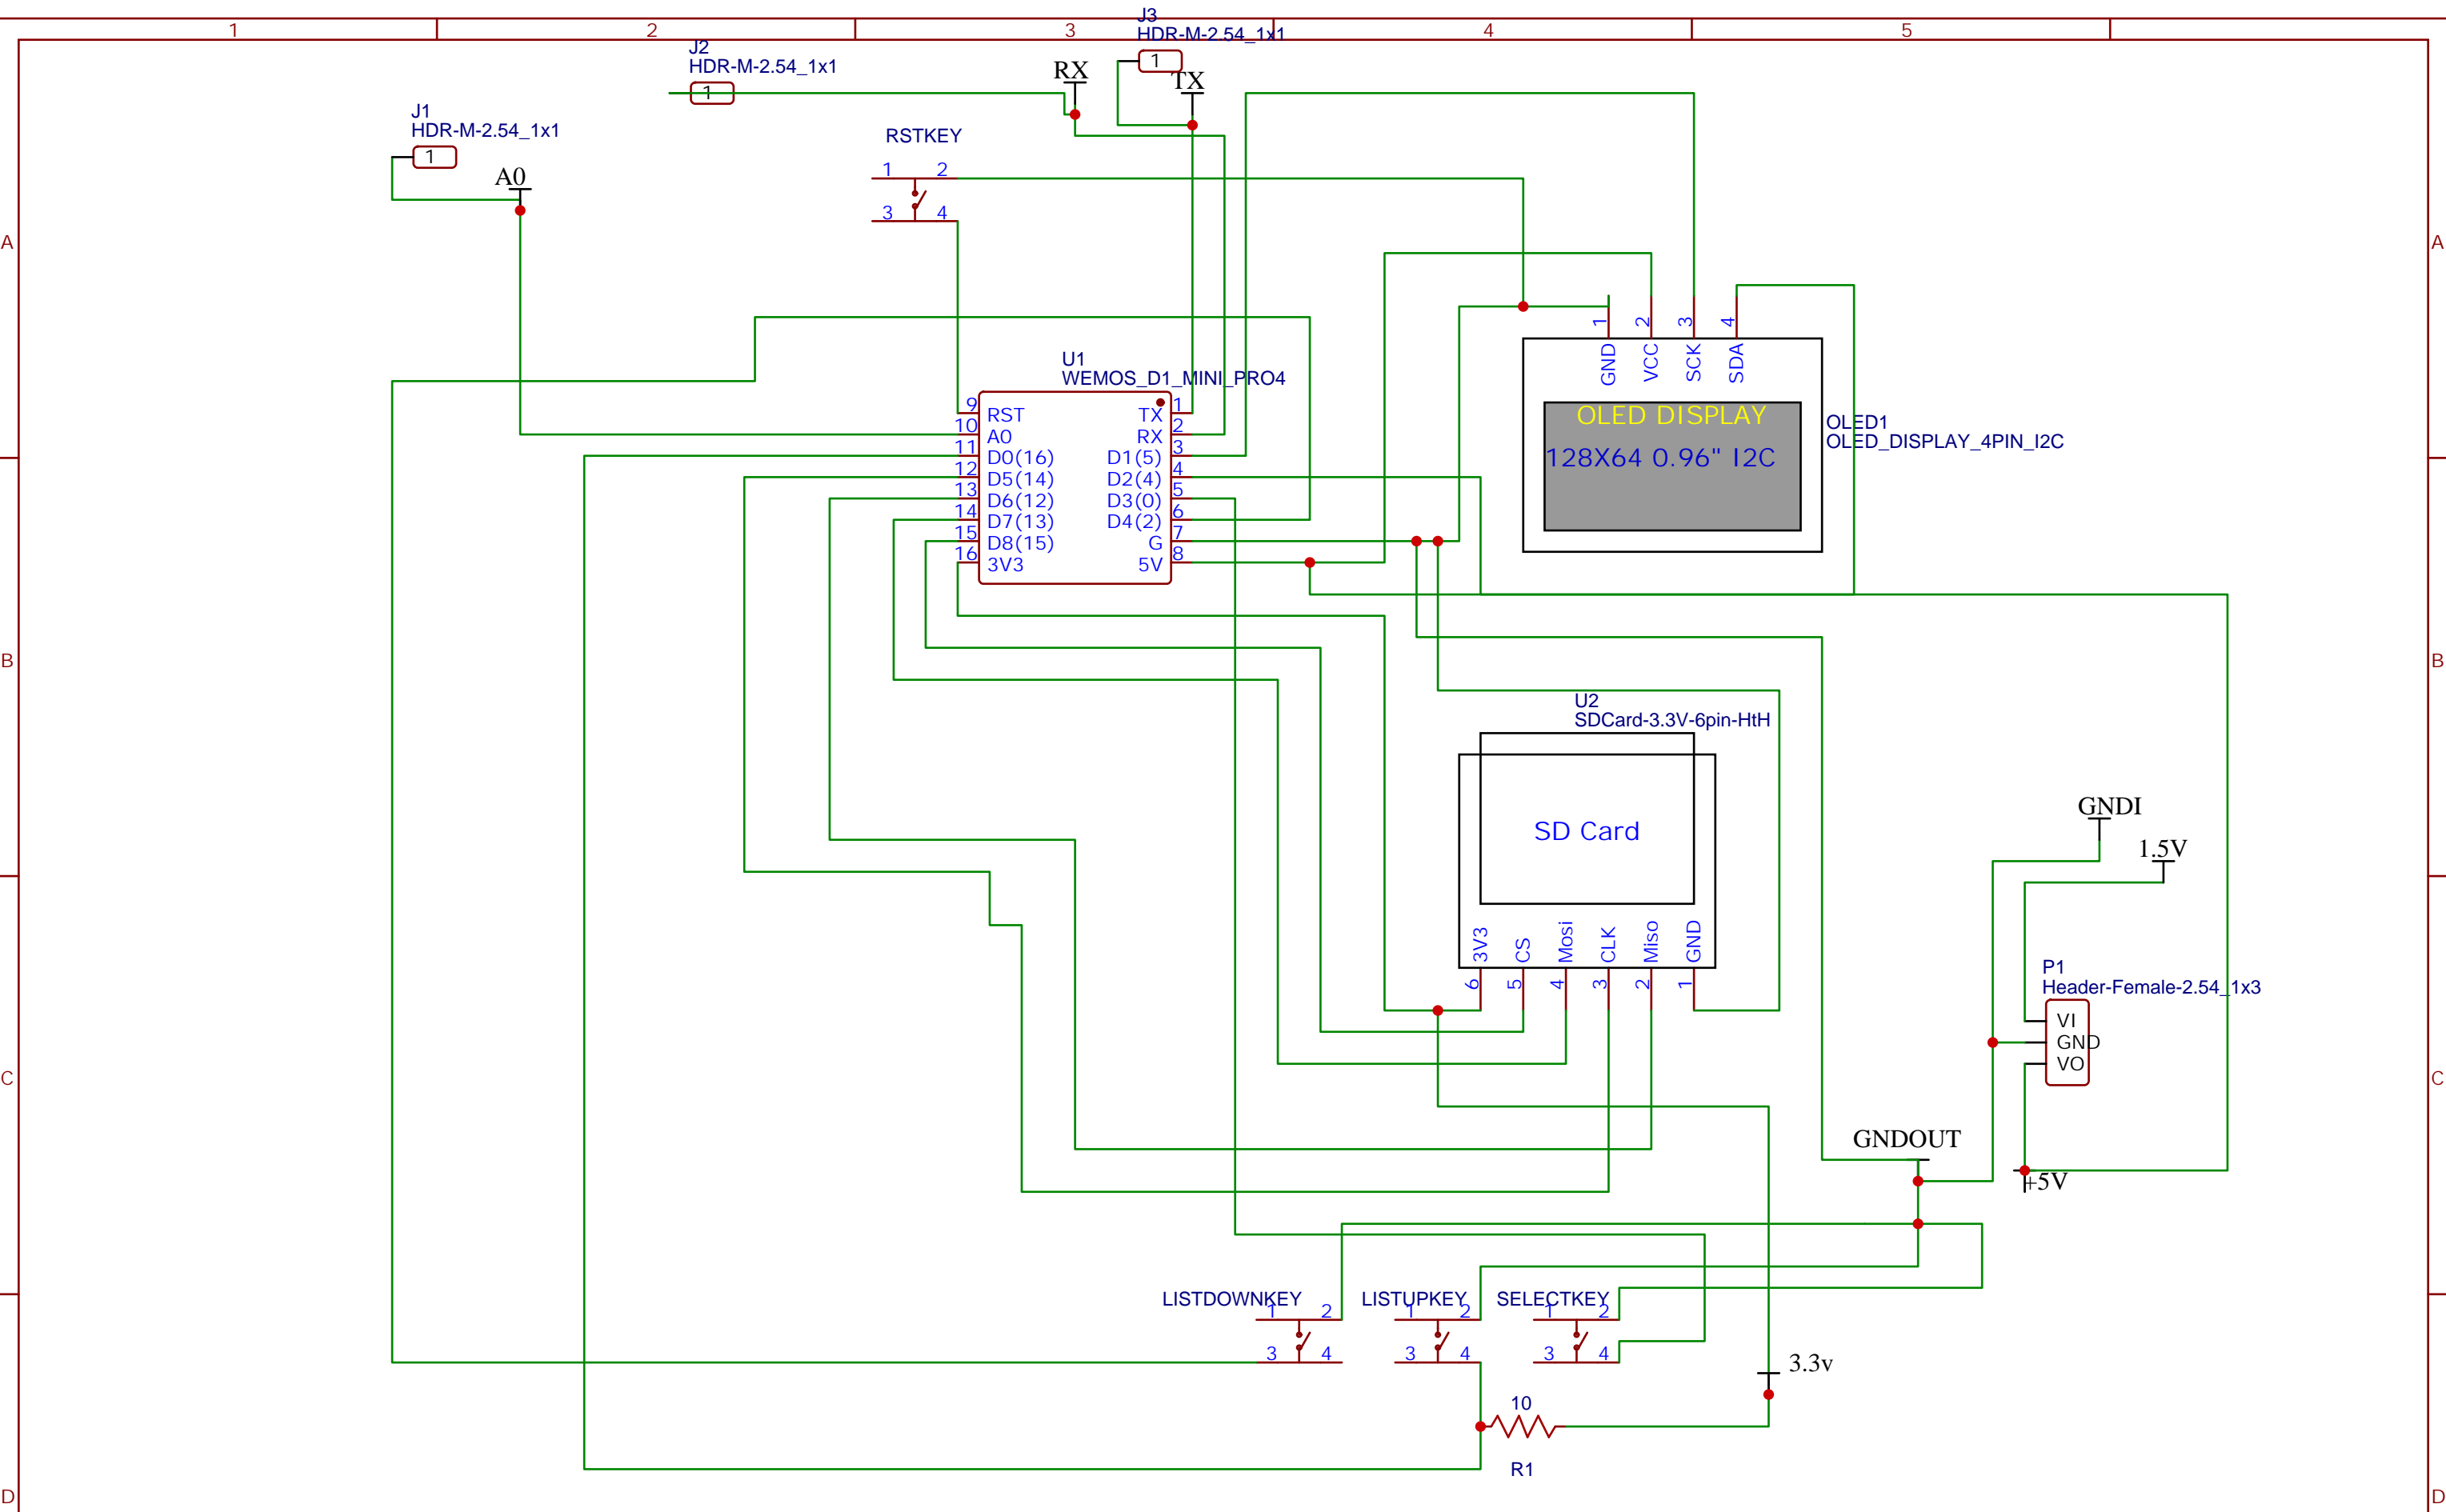 1
2
3
4
5
J3
HDR-M-2.54_1x1
1
TX
J2
HDR-M-2.54_1x1
1
RX
J1
HDR-M-2.54_1x1
1
A0
RSTKEY
1 2
3 4
A
A
U1
WEMOS_D1_MINI_PRO4
9 RST TX 1
10 A0 RX 2
11 D0(16) D1(5) 3
12 D5(14) D2(4) 4
13 D6(12) D3(0) 5
14 D7(13) D4(2) 6
15 D8(15) G 7
16 3V3 5V 8
1 2 3 4
GND VCC SCK SDA
OLED DISPLAY
128X64 0.96" I2C
OLED1
OLED_DISPLAY_4PIN_I2C
B
B
U2
SDCard-3.3V-6pin-HtH
SD Card
3V3 CS Mosi CLK Miso GND
6 5 4 3 2 1
GNDI
1.5V
P1
Header-Female-2.54_1x3
VI
GND
VO
C
C
GNDOUT
+5V
LISTDOWNKEY
1 2
3 4
LISTUPKEY
1 2
3 4
SELECTKEY
1 2
3 4
3.3v
10
R1
D
D